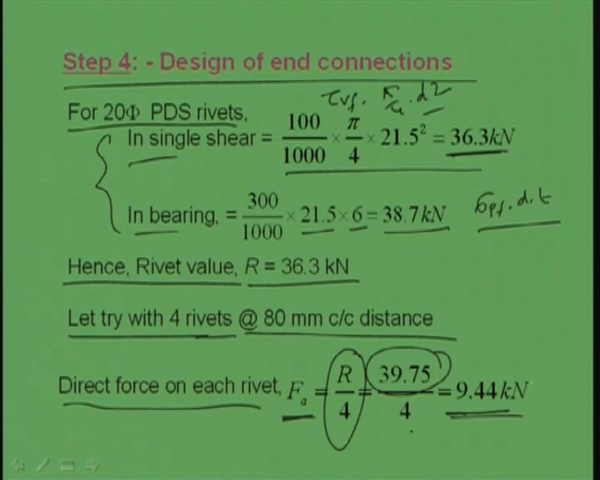 Step 4: - Design of end connections
τvf. π/4 . d2
For 20Φ PDS rivets,
In single shear = 100/1000 × π/4 × 21.5² = 36.3kN
In bearing, = 300/1000 × 21.5 × 6 = 38.7kN σpf. d. t
Hence, Rivet value, R = 36.3 kN
Let try with 4 rivets @ 80 mm c/c distance
Direct force on each rivet, Fa = R/4 = 39.75/4 = 9.44kN